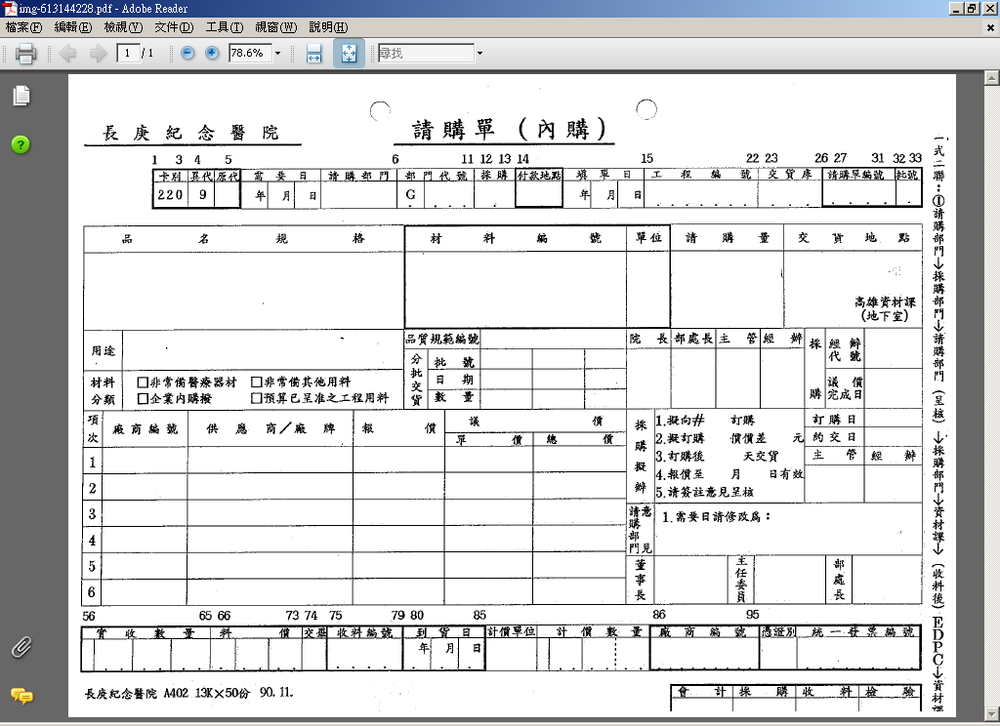 img-613144228.pdf - Adobe Reader
檔案(F) 編輯(E) 檢視(V) 文件(D) 工具(T) 視窗(W) 說明(H)
1 / 1 78.6% 尋找
長庚紀念醫院 請購單(內購)
1 3 4 5 6 11 12 13 14 15 22 23 26 27 31 32 33
卡別 異代 原代 需要日 請購部門 部門代號 採購 付款地點 填單日 工程編號 交貨庫 請購單編號 批號
220 9 年 月 日 G 年 月 日
品名規格 材料編號 單位 請購量 交貨地點
高雄資材課
(地下室)
用途 品質規範編號 院長 部處長 主管 經辦 採購 經辦代號
分批交貨 批號
材料分類 □非常備醫療器材 □非常備其他用料 日期 議價完成日
□企業內購撥 □預算已呈准之工程用料 數量
項次 廠商編號 供應商/廠牌 報價 議價 採購擬辦 1.擬向# 訂購 訂購日
單價 總價 2.擬訂購 價償差 元 約交日
1 3.訂購後 天交貨 主管 經辦
2 4.報價至 月 日有效
5.請簽註意見呈核
3 請購部門意見 1.需要日請修改為:
4
5 董事長 主任委員 部處長
6
56 65 66 73 74 75 79 80 85 86 95
實收數量 料價 交基 收料編號 到貨日 計價單位 計價數量 廠商編號 憑證別 統一發票編號
年 月 日
長庚紀念醫院 A402 13K×50份 90.11. 會計 採購 收料 檢驗
一式二聯:①請購部門↓採購部門↓請購部門(呈核)↓採購部門↓資材課↓(收料後)EDPC↓資材